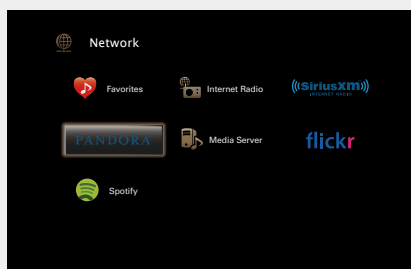 Network
Favorites
Internet Radio
((SiriusXM))
INTERNET RADIO
PANDORA
Media Server
flickr
Spotify